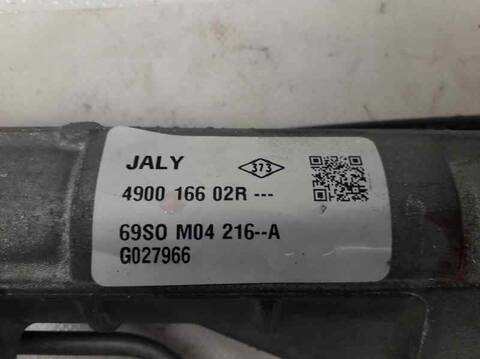 JALY 373
4900 166 02R ---
69SO M04 216--A
G027966